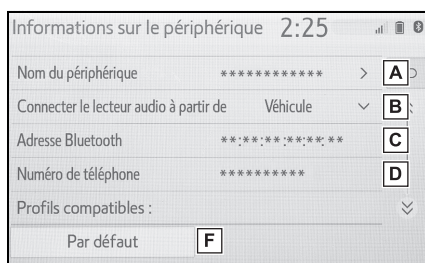 Informations sur le périphérique 2:25
Nom du périphérique ************ > A
Connecter le lecteur audio à partir de Véhicule B
Adresse Bluetooth **:**:**:**:**:** C
Numéro de téléphone ********** D
Profils compatibles :
Par défaut F